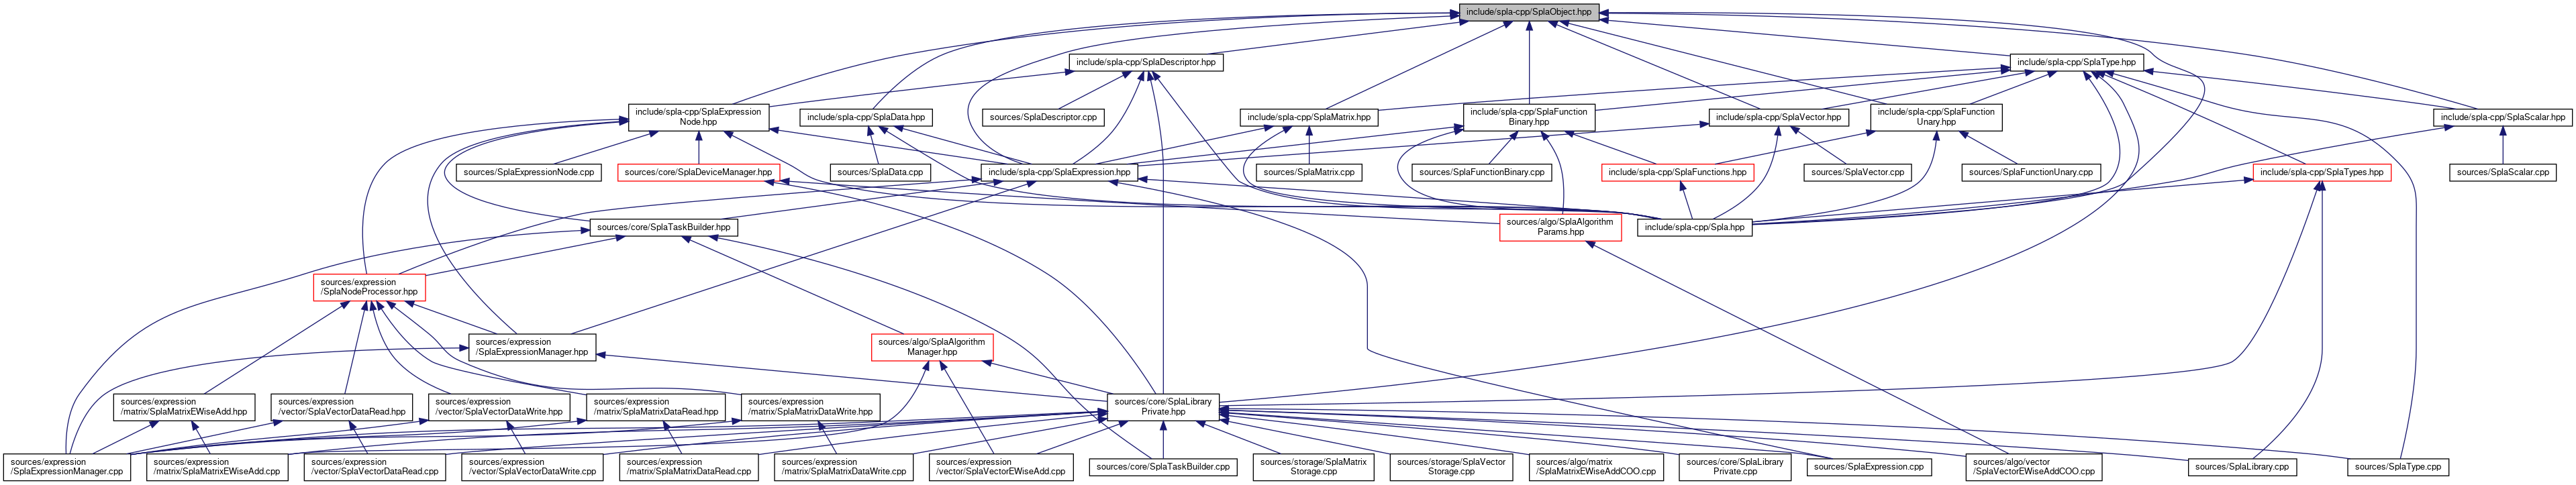 include/spla-cpp/SplaObject.hpp
include/spla-cpp/SplaDescriptor.hpp
include/spla-cpp/SplaType.hpp
include/spla-cpp/SplaExpression
Node.hpp
include/spla-cpp/SplaData.hpp
sources/SplaDescriptor.cpp
include/spla-cpp/SplaMatrix.hpp
include/spla-cpp/SplaFunction
Binary.hpp
include/spla-cpp/SplaVector.hpp
include/spla-cpp/SplaFunction
Unary.hpp
include/spla-cpp/SplaScalar.hpp
sources/SplaExpressionNode.cpp
sources/core/SplaDeviceManager.hpp
sources/SplaData.cpp
include/spla-cpp/SplaExpression.hpp
sources/SplaMatrix.cpp
sources/SplaFunctionBinary.cpp
include/spla-cpp/SplaFunctions.hpp
sources/SplaVector.cpp
sources/SplaFunctionUnary.cpp
include/spla-cpp/SplaTypes.hpp
sources/SplaScalar.cpp
sources/core/SplaTaskBuilder.hpp
sources/algo/SplaAlgorithm
Params.hpp
include/spla-cpp/Spla.hpp
sources/expression
/SplaNodeProcessor.hpp
sources/expression
/SplaExpressionManager.hpp
sources/algo/SplaAlgorithm
Manager.hpp
sources/expression
/matrix/SplaMatrixEWiseAdd.hpp
sources/expression
/vector/SplaVectorDataRead.hpp
sources/expression
/vector/SplaVectorDataWrite.hpp
sources/expression
/matrix/SplaMatrixDataRead.hpp
sources/expression
/matrix/SplaMatrixDataWrite.hpp
sources/core/SplaLibrary
Private.hpp
sources/expression
/SplaExpressionManager.cpp
sources/expression
/matrix/SplaMatrixEWiseAdd.cpp
sources/expression
/vector/SplaVectorDataRead.cpp
sources/expression
/vector/SplaVectorDataWrite.cpp
sources/expression
/matrix/SplaMatrixDataRead.cpp
sources/expression
/matrix/SplaMatrixDataWrite.cpp
sources/expression
/vector/SplaVectorEWiseAdd.cpp
sources/core/SplaTaskBuilder.cpp
sources/storage/SplaMatrix
Storage.cpp
sources/storage/SplaVector
Storage.cpp
sources/algo/matrix
/SplaMatrixEWiseAddCOO.cpp
sources/core/SplaLibrary
Private.cpp
sources/SplaExpression.cpp
sources/algo/vector
/SplaVectorEWiseAddCOO.cpp
sources/SplaLibrary.cpp
sources/SplaType.cpp